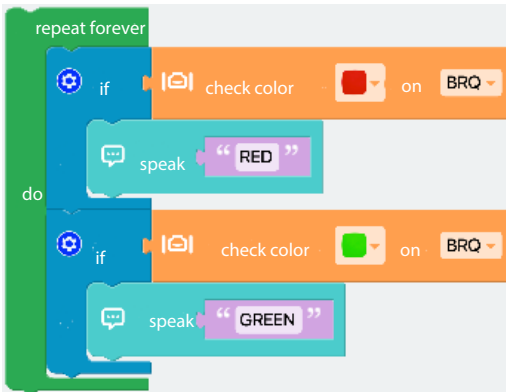 repeat forever
if check color on BRQ
speak “ RED ”
do
if check color on BRQ
speak “ GREEN ”